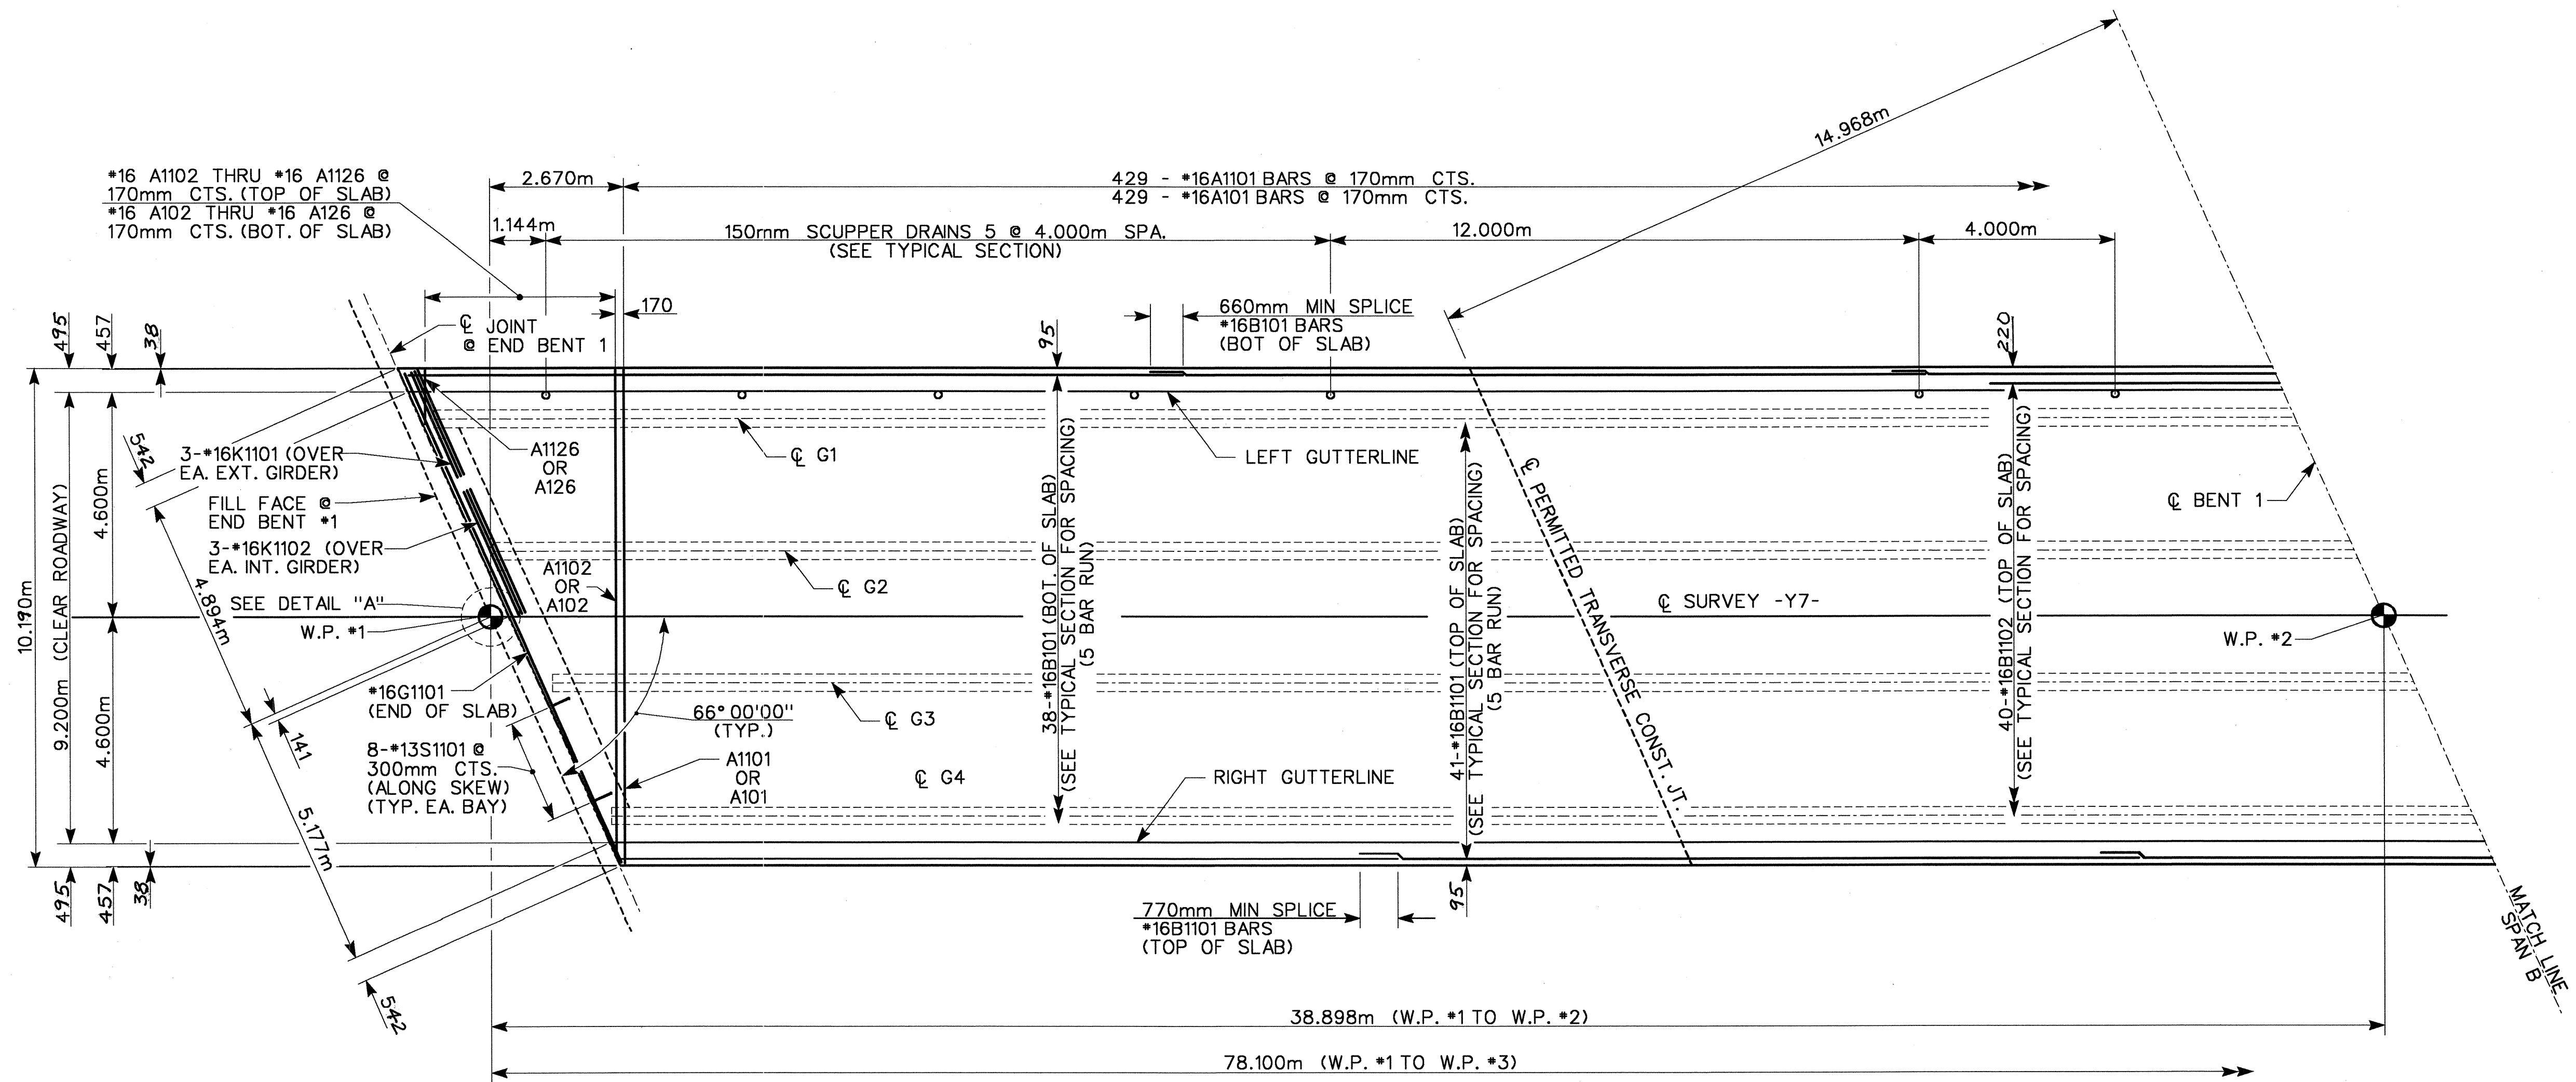 14.968m
#16 A1102 THRU #16 A1126 @
170mm CTS. (TOP OF SLAB)
#16 A102 THRU #16 A126 @
170mm CTS. (BOT. OF SLAB)
2.670m
429 - #16A1101 BARS @ 170mm CTS.
429 - #16A101 BARS @ 170mm CTS.
1.144m
150mm SCUPPER DRAINS 5 @ 4.000m SPA.
(SEE TYPICAL SECTION)
12.000m
4.000m
170
660mm MIN SPLICE
#16B101 BARS
(BOT OF SLAB)
495
457
38
℄ JOINT
@ END BENT 1
95
220
542
3-#16K1101 (OVER
EA. EXT. GIRDER)
FILL FACE @
END BENT #1
3-#16K1102 (OVER
EA. INT. GIRDER)
A1126
OR
A126
℄ G1
LEFT GUTTERLINE
℄ PERMITTED TRANSVERSE CONST. JT.
℄ BENT 1
10.190m
9.200m (CLEAR ROADWAY)
4.600m
4.600m
4.894m
SEE DETAIL "A"
W.P. #1
A1102
OR
A102
℄ G2
38-#16B101 (BOT. OF SLAB)
(SEE TYPICAL SECTION FOR SPACING)
(5 BAR RUN)
41-#16B1101 (TOP OF SLAB)
(SEE TYPICAL SECTION FOR SPACING)
(5 BAR RUN)
℄ SURVEY -Y7-
40-#16B1102 (TOP OF SLAB)
(SEE TYPICAL SECTION FOR SPACING)
W.P. #2
141
#16G1101
(END OF SLAB)
66° 00'00"
(TYP.)
℄ G3
8-#13S1101 @
300mm CTS.
(ALONG SKEW)
(TYP. EA. BAY)
A1101
OR
A101
℄ G4
RIGHT GUTTERLINE
5.177m
495
457
38
542
770mm MIN SPLICE
#16B1101 BARS
(TOP OF SLAB)
95
MATCH LINE
SPAN B
38.898m (W.P. #1 TO W.P. #2)
78.100m (W.P. #1 TO W.P. #3)